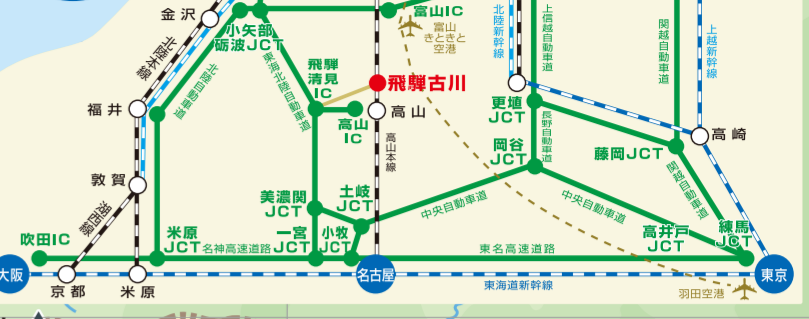 金沢
小矢部
砺波JCT
富山IC
富山
きときと
空港
北陸新幹線
上信越自動車道
関越自動車道
上越新幹線
北陸本線
北陸自動車道
東海北陸自動車道
飛騨
清見
IC
飛騨古川
高山
IC
高山
更埴
JCT
長野自動車道
福井
岡谷
JCT
藤岡JCT
高崎
高山本線
敦賀
湖西線
美濃関
JCT
土岐
JCT
中央自動車道
中央自動車道
関越自動車道
吹田IC
米原
JCT
名神高速道路
一宮
JCT
小牧
JCT
東名高速道路
高井戸
JCT
練馬
JCT
大阪
京都
米原
名古屋
東海道新幹線
羽田空港
東京